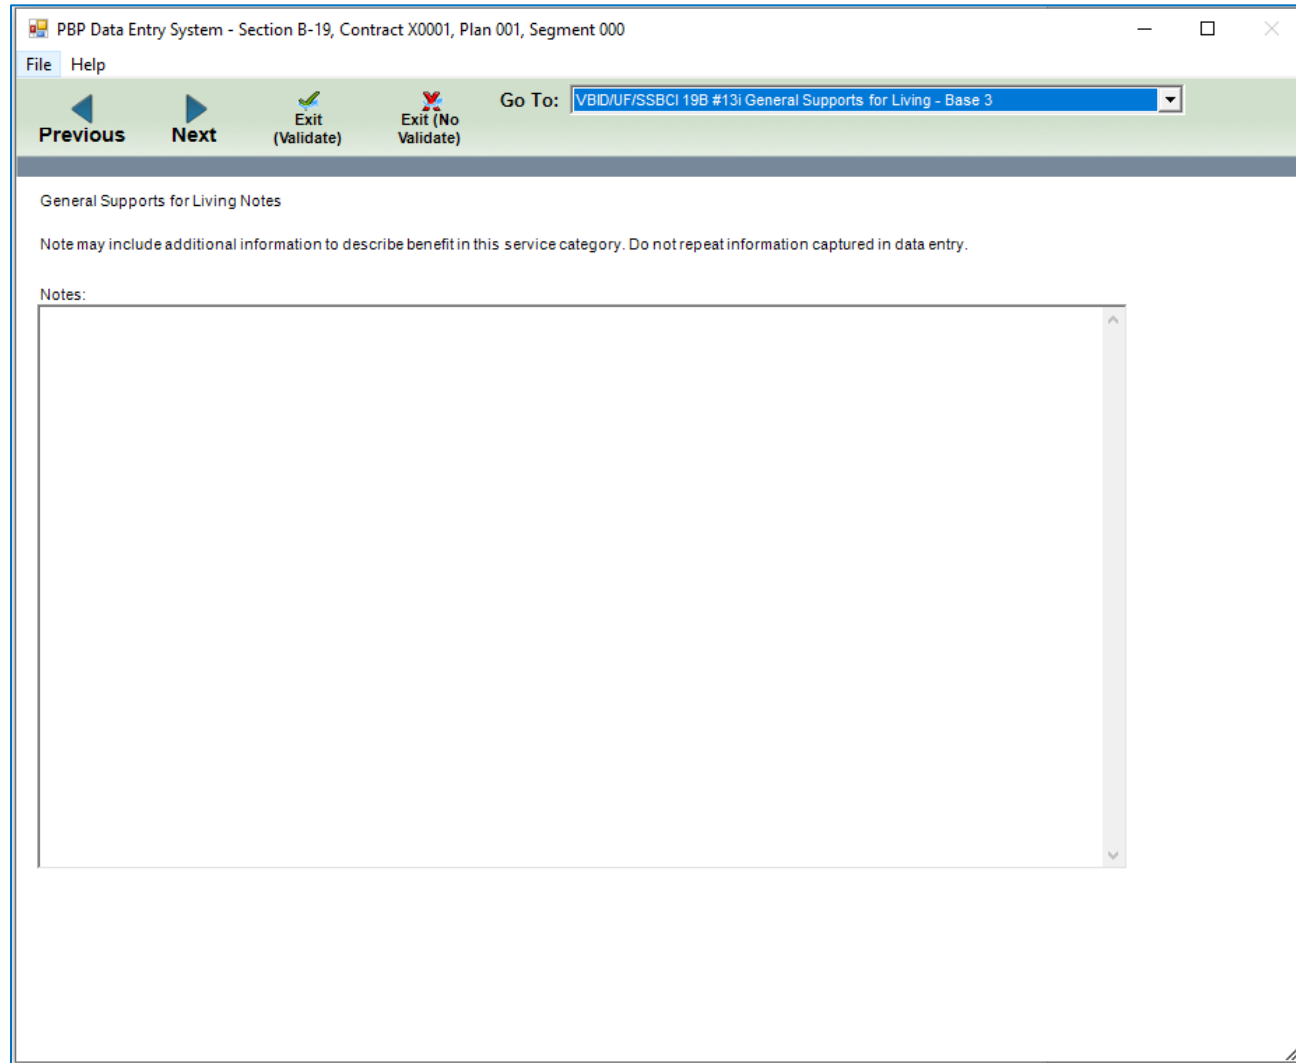 PBP Data Entry System - Section B-19, Contract X0001, Plan 001, Segment 000
File Help
Previous
Next
Exit
(Validate)
Exit (No
Validate)
Go To: VBID/UF/SSBCI 19B #13i General Supports for Living - Base 3
General Supports for Living Notes
Note may include additional information to describe benefit in this service category. Do not repeat information captured in data entry.
Notes: